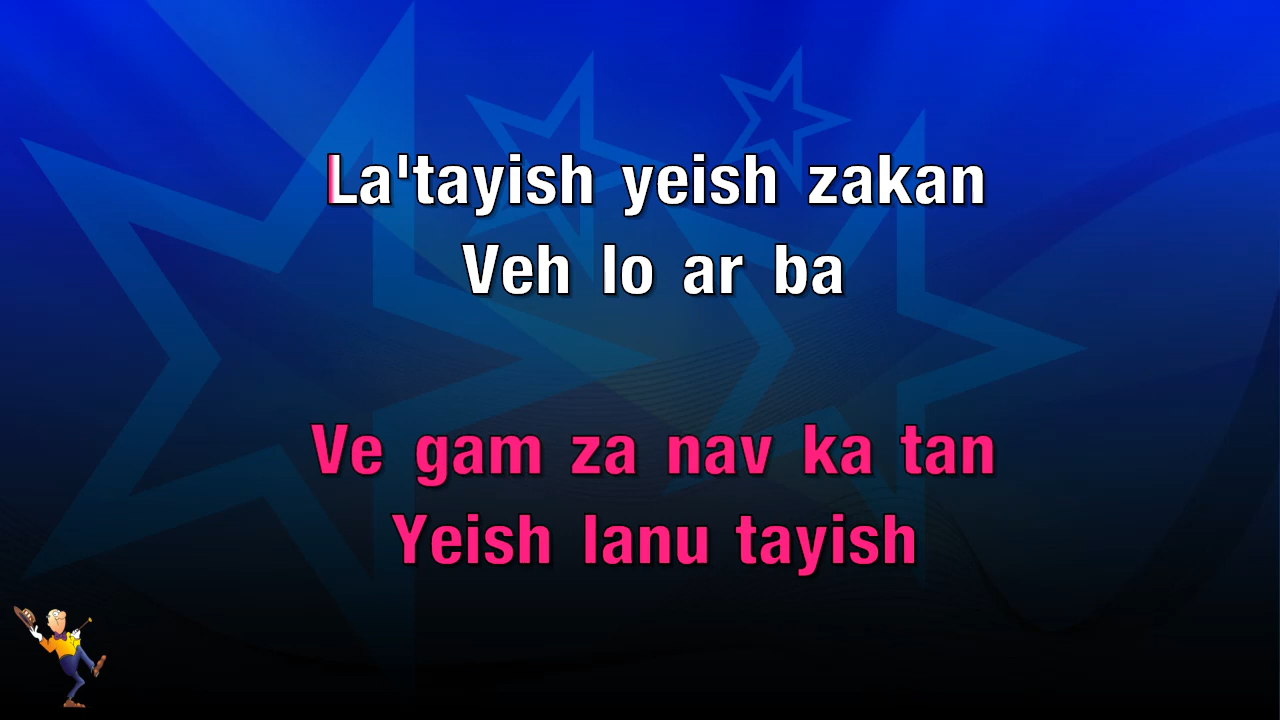 La'tayish yeish zakan
Veh lo ar ba
Ve gam za nav ka tan
Yeish lanu tayish